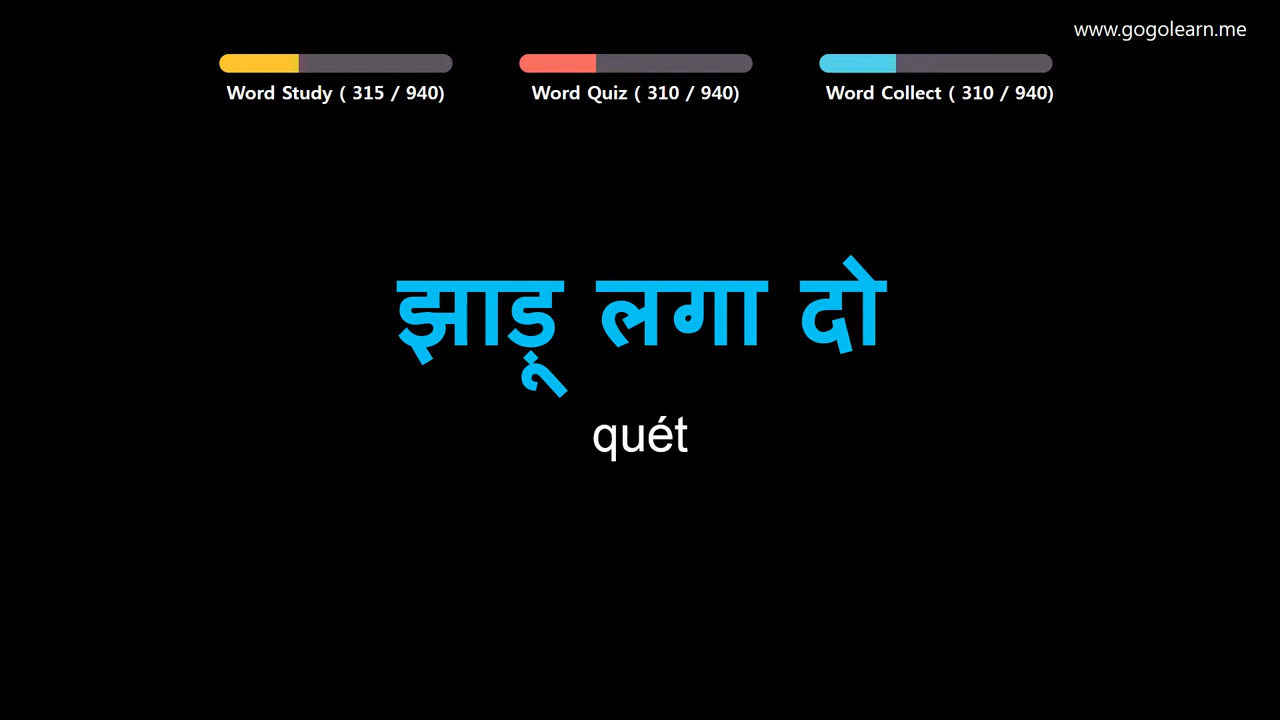 www.gogolearn.me
Word Study ( 315 / 940)
Word Quiz ( 310 / 940)
Word Collect ( 310 / 940)
झाड़ू लगा दो
quét